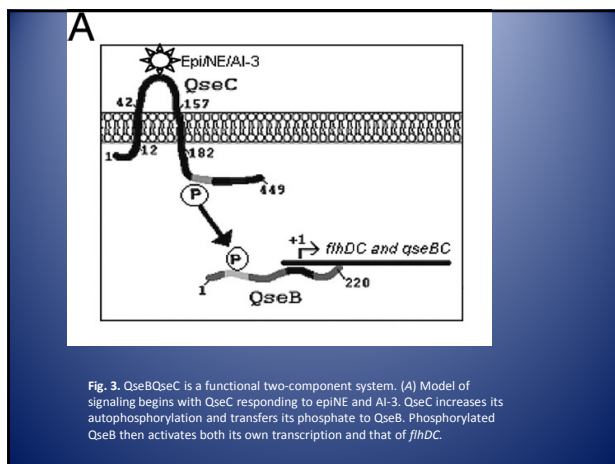 A
Epi/NE/AI-3
QseC
42
157
1
12
182
449
P
P
+1
flhDC and qseBC
1
220
QseB
Fig. 3. QseBQseC is a functional two-component system. (A) Model of
signaling begins with QseC responding to epiNE and AI-3. QseC increases its
autophosphorylation and transfers its phosphate to QseB. Phosphorylated
QseB then activates both its own transcription and that of flhDC.